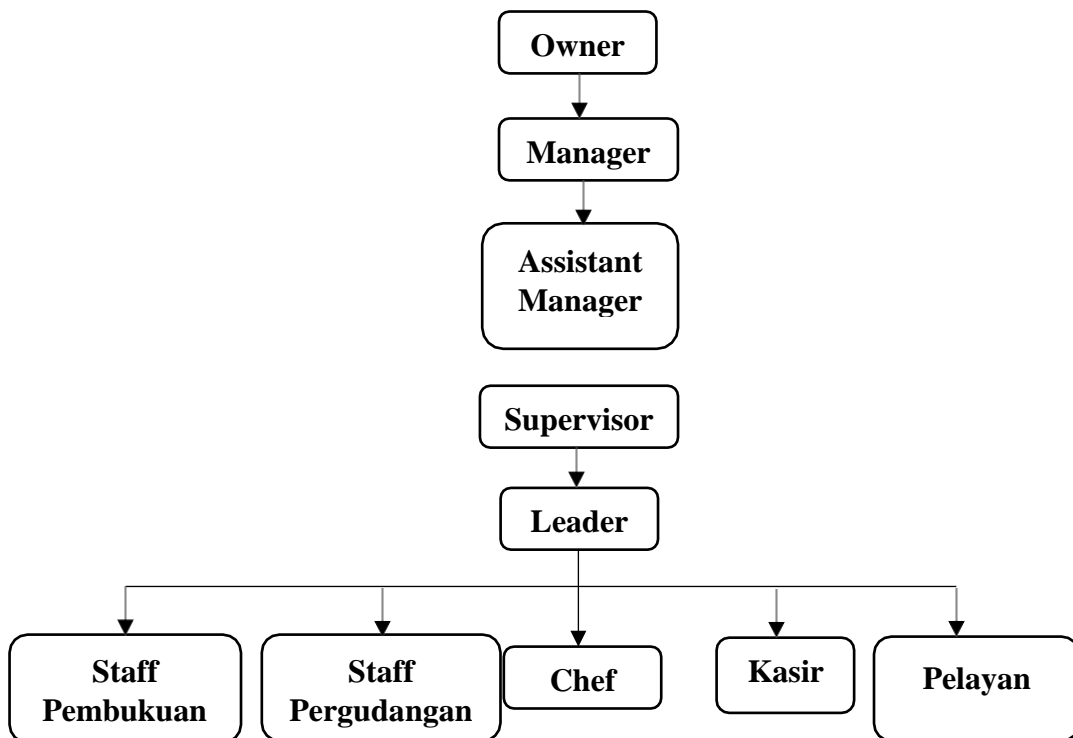 Owner
Manager
Assistant
Manager
Supervisor
Leader
Staff
Pembukuan
Staff
Pergudangan
Chef
Kasir
Pelayan